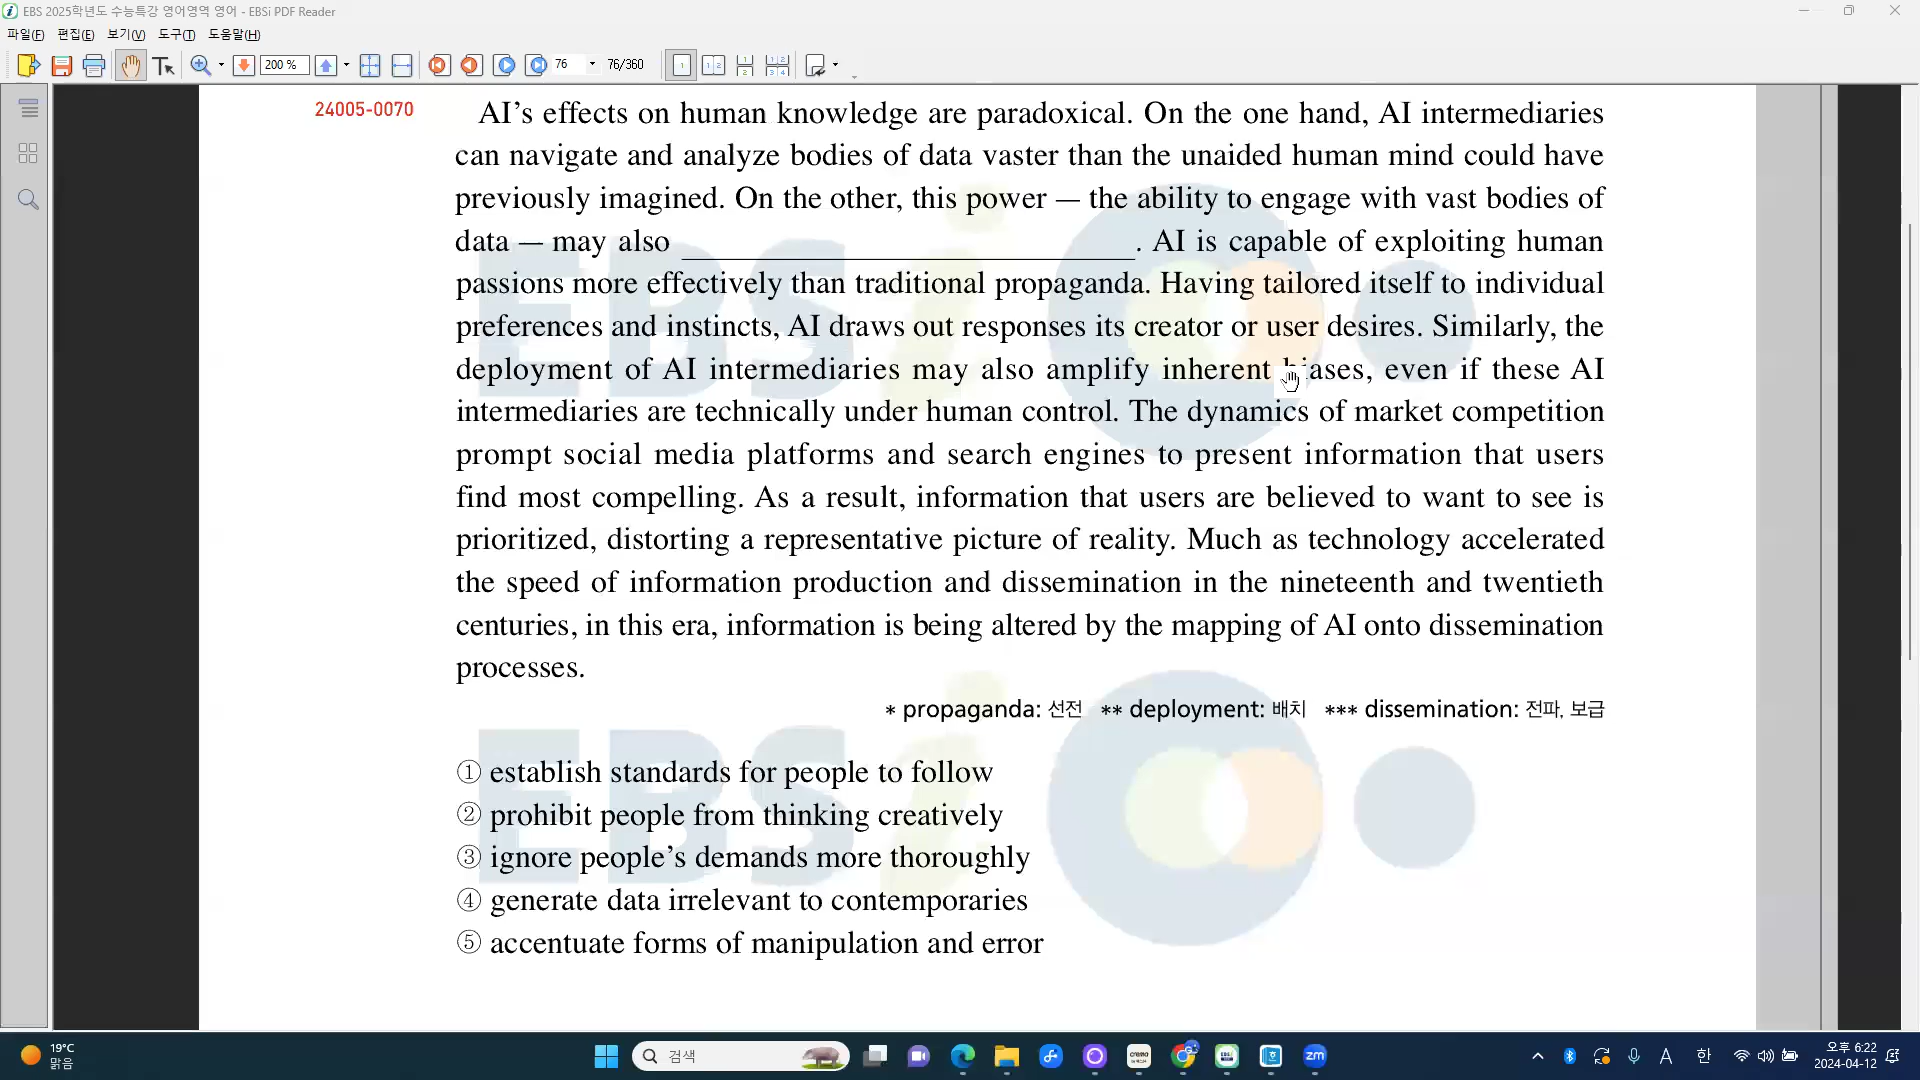 EBS 2025학년도 수능특강 영어영역 영어 - EBSi PDF Reader
파일(F) 편집(E) 보기(V) 도구(T) 도움말(H)
200 % 76 76/360
24005-0070
AI’s effects on human knowledge are paradoxical. On the one hand, AI intermediaries
can navigate and analyze bodies of data vaster than the unaided human mind could have
previously imagined. On the other, this power — the ability to engage with vast bodies of
data — may also ______________________________. AI is capable of exploiting human
passions more effectively than traditional propaganda. Having tailored itself to individual
preferences and instincts, AI draws out responses its creator or user desires. Similarly, the
deployment of AI intermediaries may also amplify inherent biases, even if these AI
intermediaries are technically under human control. The dynamics of market competition
prompt social media platforms and search engines to present information that users
find most compelling. As a result, information that users are believed to want to see is
prioritized, distorting a representative picture of reality. Much as technology accelerated
the speed of information production and dissemination in the nineteenth and twentieth
centuries, in this era, information is being altered by the mapping of AI onto dissemination
processes.
* propaganda: 선전 ** deployment: 배치 *** dissemination: 전파, 보급
① establish standards for people to follow
② prohibit people from thinking creatively
③ ignore people’s demands more thoroughly
④ generate data irrelevant to contemporaries
⑤ accentuate forms of manipulation and error
EBSi
EBSi
19°C
맑음
검색
zm
A 한
오후 6:22
2024-04-12